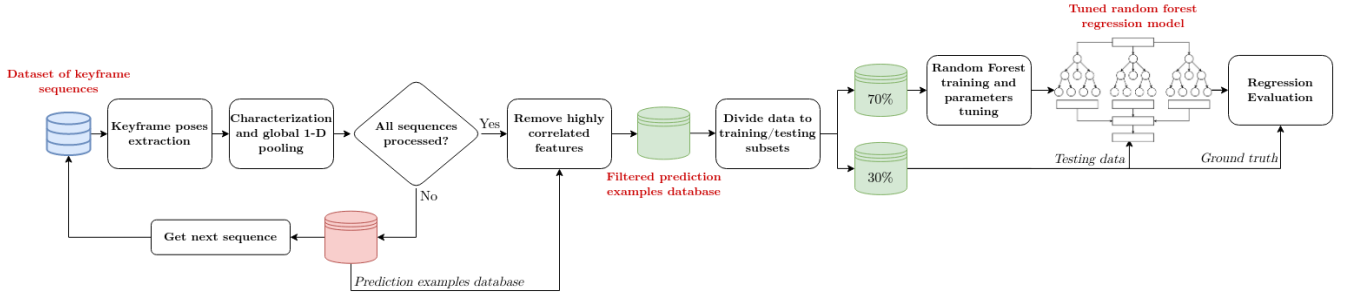 Dataset of keyframe
sequences
Keyframe poses
extraction
Characterization
and global 1-D
pooling
All sequences
processed?
Yes
No
Get next sequence
Prediction examples database
Remove highly
correlated
features
Filtered prediction
examples database
Divide data to
training/testing
subsets
70%
30%
Random Forest
training and
parameters
tuning
Tuned random forest
regression model
Testing data
Ground truth
Regression
Evaluation